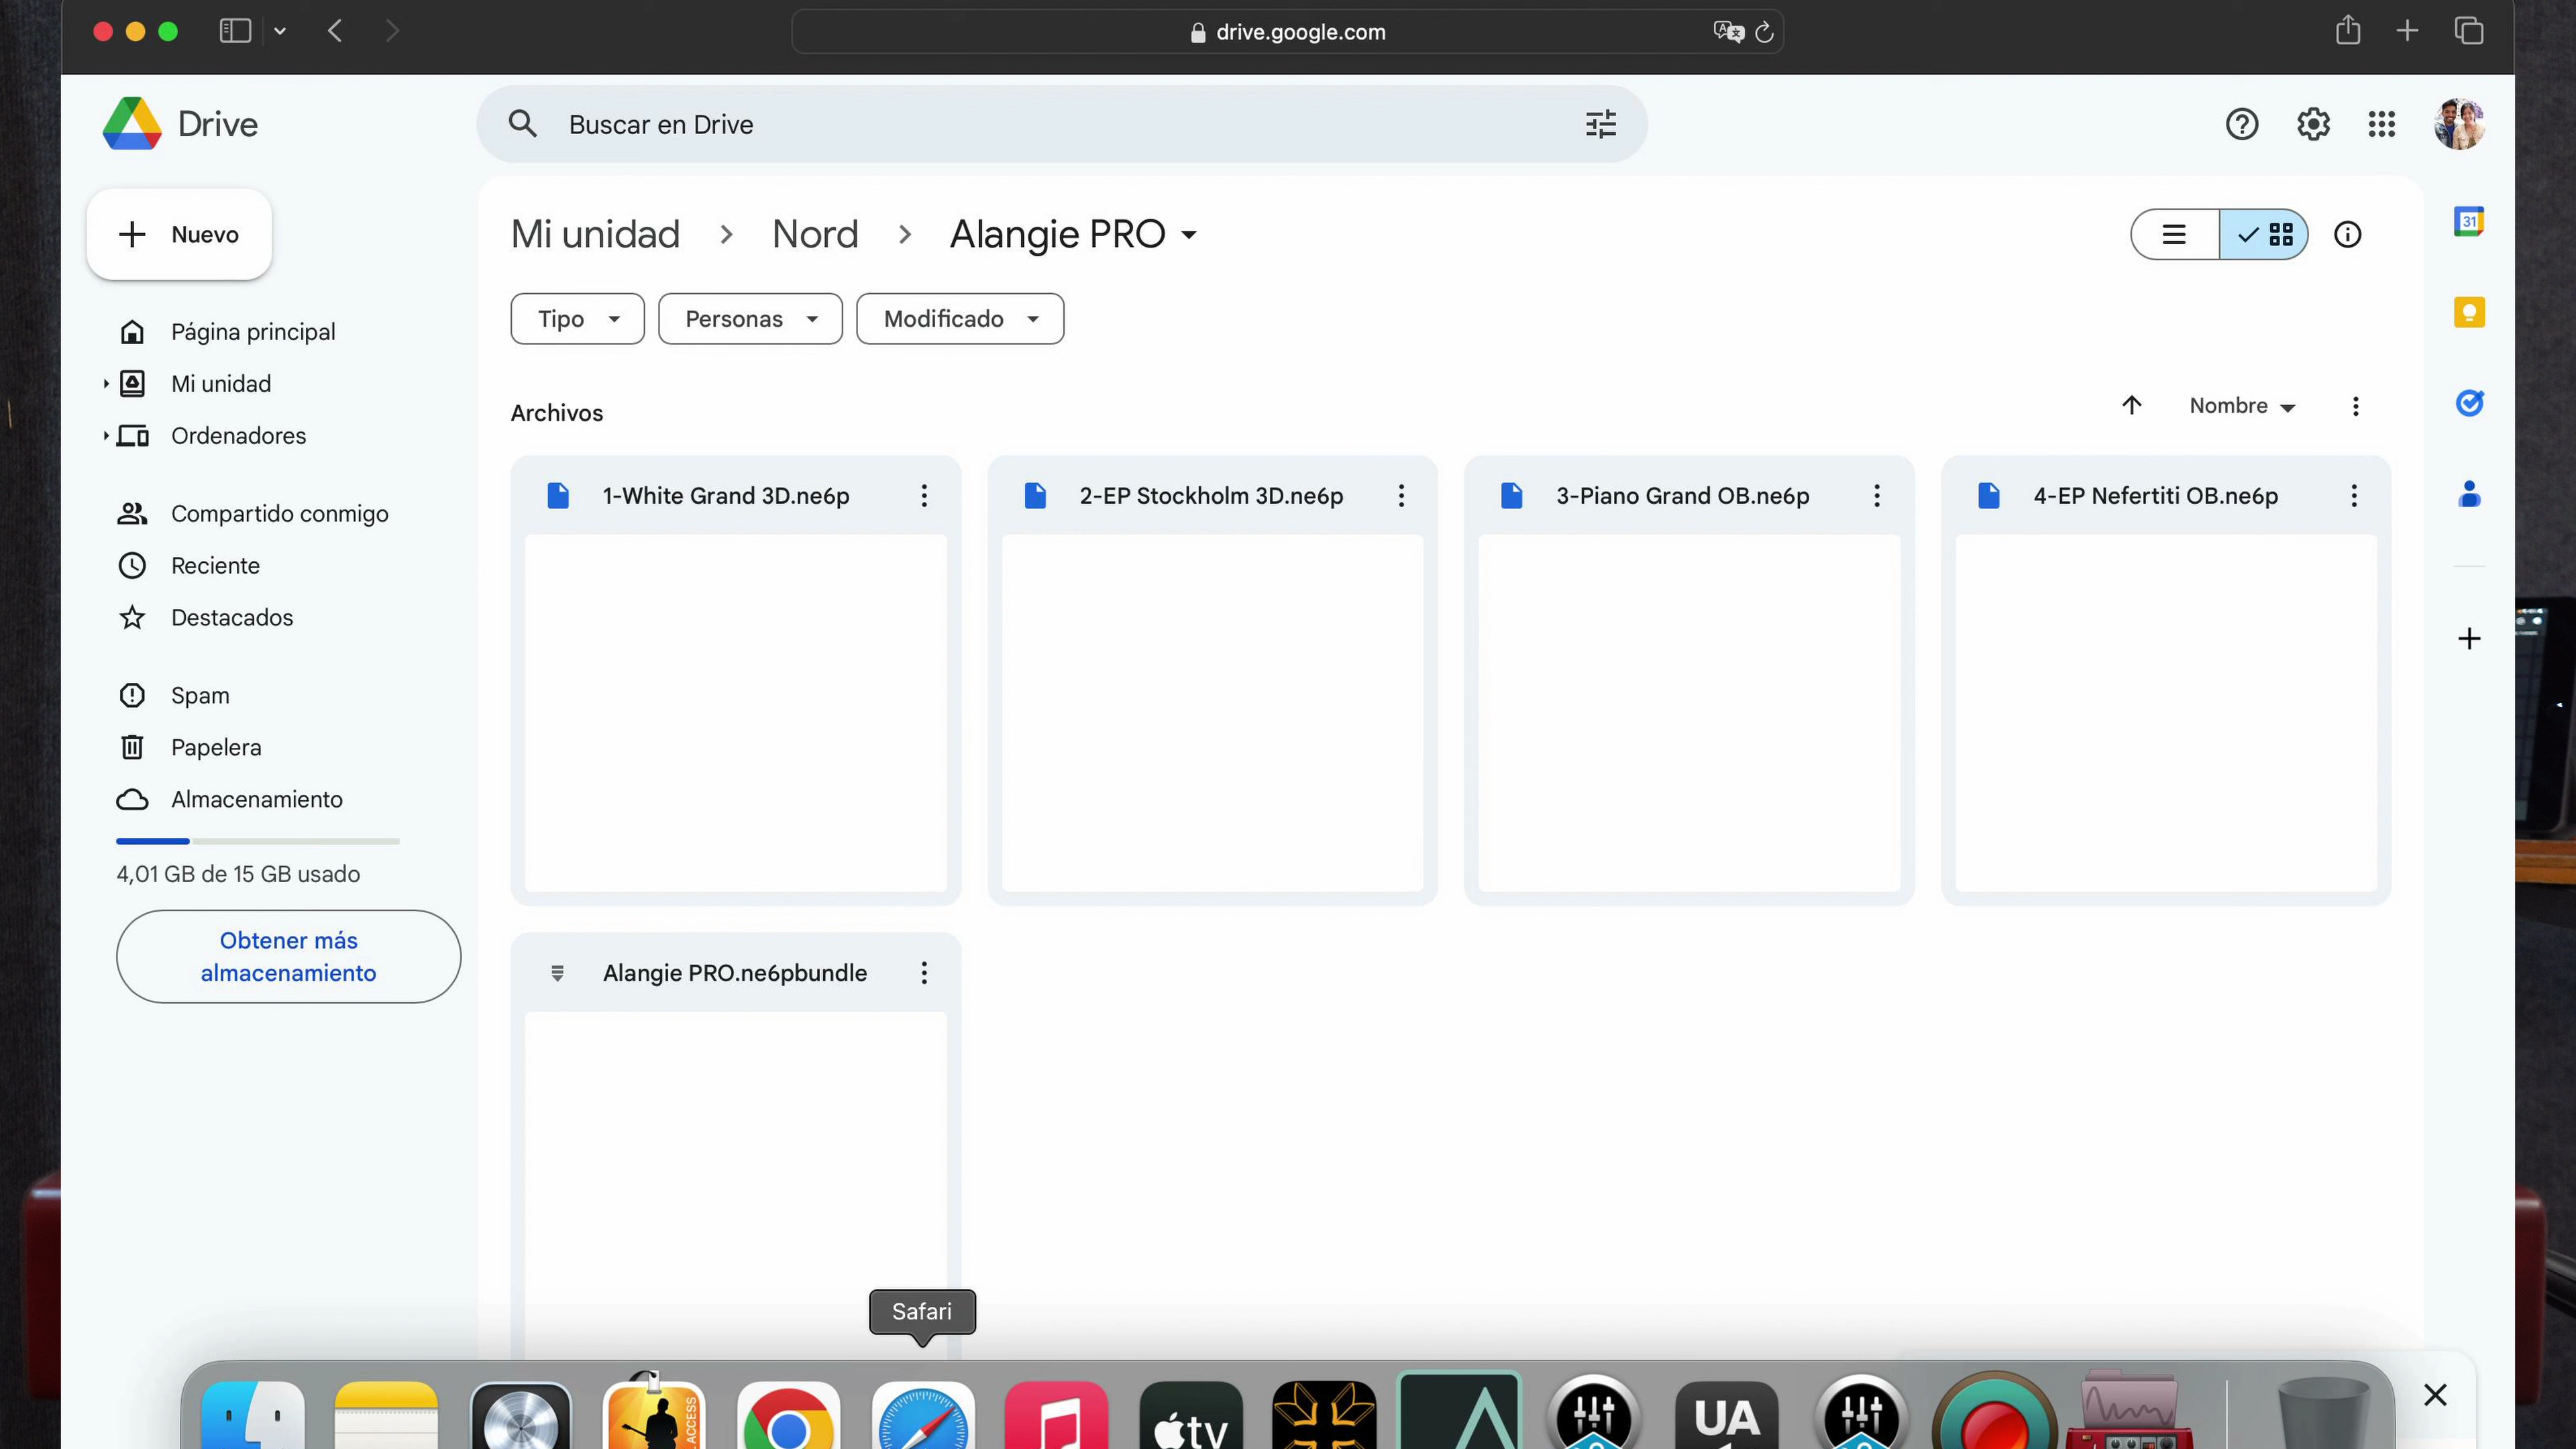 drive.google.com
Drive
Buscar en Drive
Nuevo
Mi unidad
Nord
Alangie PRO
Tipo
Personas
Modificado
Página principal
Mi unidad
Ordenadores
Compartido conmigo
Reciente
Destacados
Spam
Papelera
Almacenamiento
4,01 GB de 15 GB usado
Obtener más
almacenamiento
Archivos
Nombre
1-White Grand 3D.ne6p
2-EP Stockholm 3D.ne6p
3-Piano Grand OB.ne6p
4-EP Nefertiti OB.ne6p
Alangie PRO.ne6pbundle
31
Safari
ACCESS
tv
UA